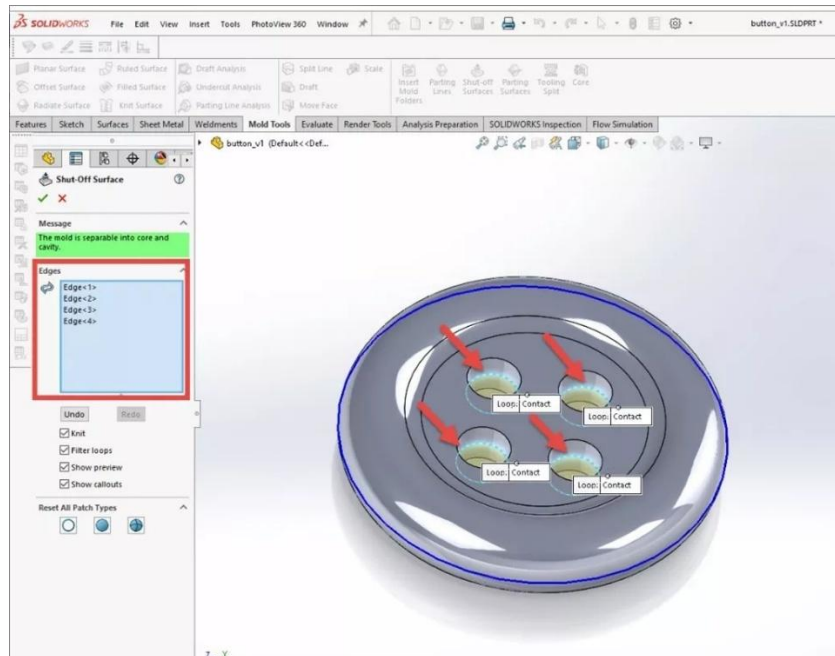 SOLIDWORKS File Edit View Insert Tools PhotoView 360 Window button_v1.SLDPRT *
Planar Surface Ruled Surface Draft Analysis Split Line Scale Insert Mold Folders Parting Lines Shut-off Surfaces Parting Surfaces Tooling Split Core
Offset Surface Filled Surface Undercut Analysis Draft
Radiate Surface Knit Surface Parting Line Analysis Move Face
Features Sketch Surfaces Sheet Metal Weldments Mold Tools Evaluate Render Tools Analysis Preparation SOLIDWORKS Inspection Flow Simulation
button_v1 (Default<<Def...
Shut-Off Surface
Message
The mold is separable into core and
cavity.
Edges
Edge<1>
Edge<2>
Edge<3>
Edge<4>
Undo Redo
Knit
Filter loops
Show preview
Show callouts
Reset All Patch Types
Loop: Contact
Loop: Contact
Loop: Contact
Loop: Contact
z Y